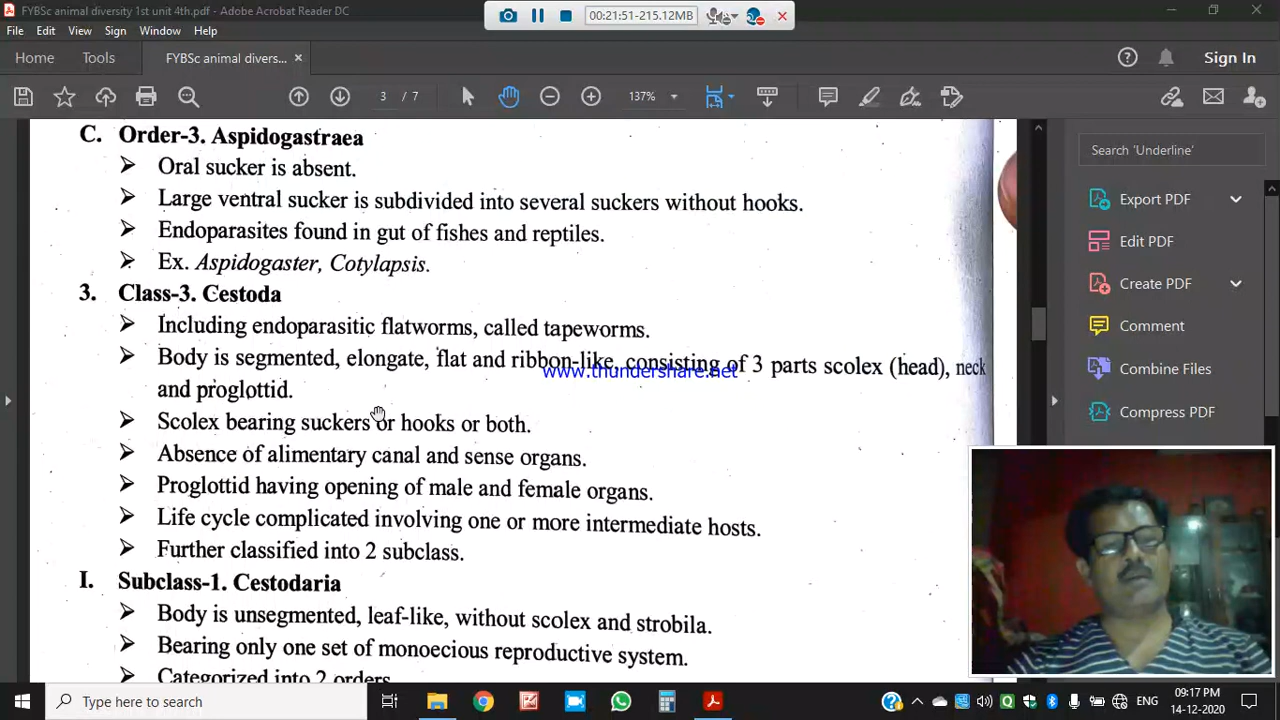 FYBSc animal diversity 1st unit 4th.pdf - Adobe Acrobat Reader DC
00:21:51-215.12MB
File Edit View Sign Window Help
Home Tools FYBSc animal divers... × Sign In
3 / 7 137%
C. Order-3. Aspidogastraea
➤ Oral sucker is absent.
➤ Large ventral sucker is subdivided into several suckers without hooks.
➤ Endoparasites found in gut of fishes and reptiles.
➤ Ex. Aspidogaster, Cotylapsis.
3. Class-3. Cestoda
➤ Including endoparasitic flatworms, called tapeworms.
➤ Body is segmented, elongate, flat and ribbon-like, consisting of 3 parts scolex (head), neck
www.thundershare.net
and proglottid.
➤ Scolex bearing suckers or hooks or both.
➤ Absence of alimentary canal and sense organs.
➤ Proglottid having opening of male and female organs.
➤ Life cycle complicated involving one or more intermediate hosts.
➤ Further classified into 2 subclass.
I. Subclass-1. Cestodaria
➤ Body is unsegmented, leaf-like, without scolex and strobila.
➤ Bearing only one set of monoecious reproductive system.
➤ Categorized into 2 orders
Search 'Underline'
Export PDF
Edit PDF
Create PDF
Comment
Combine Files
Compress PDF
Type here to search
ENG
09:17 PM
14-12-2020